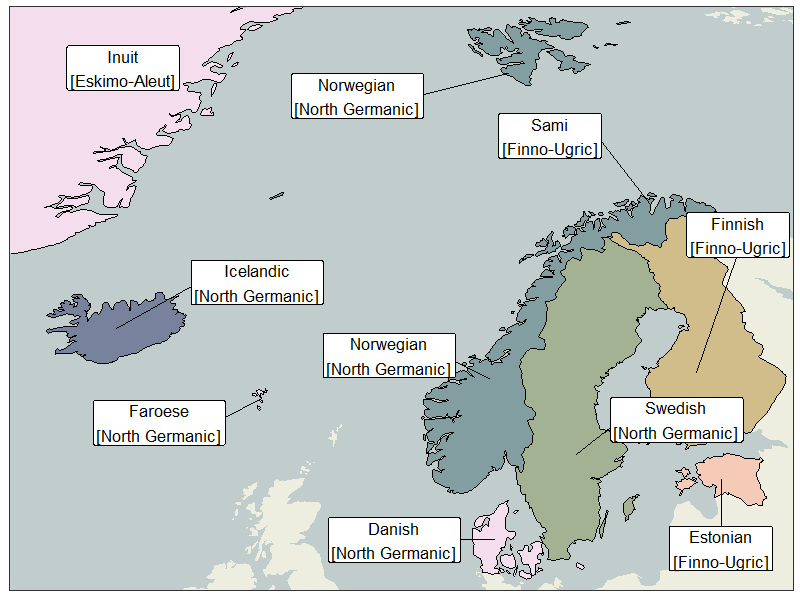 Inuit
[Eskimo-Aleut]
Norwegian
[North Germanic]
Sami
[Finno-Ugric]
Finnish
[Finno-Ugric]
Icelandic
[North Germanic]
Norwegian
[North Germanic]
Faroese
[North Germanic]
Swedish
[North Germanic]
Danish
[North Germanic]
Estonian
[Finno-Ugric]